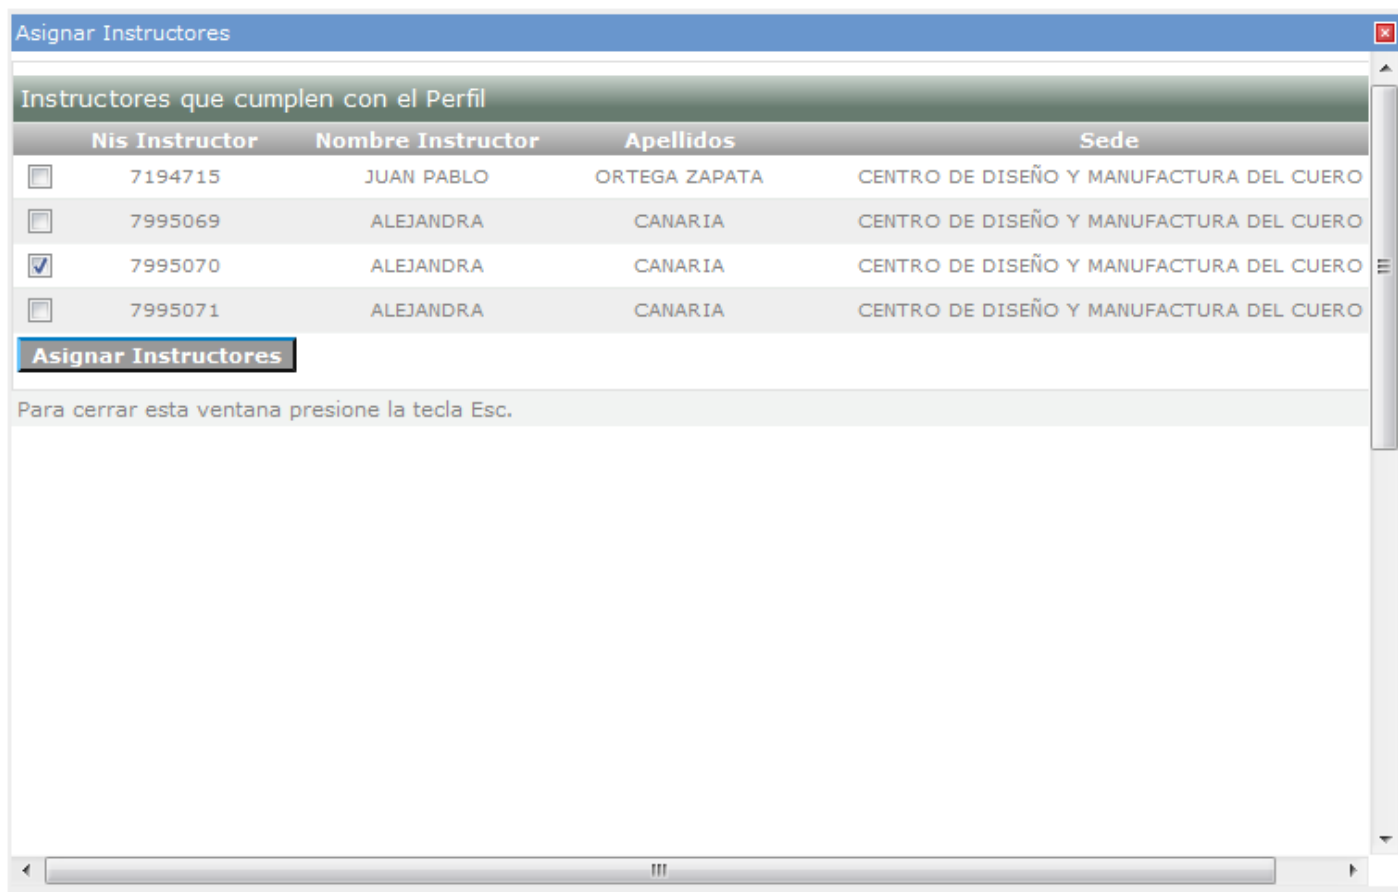 Asignar Instructores
Instructores que cumplen con el Perfil
Nis Instructor Nombre Instructor Apellidos Sede
7194715 JUAN PABLO ORTEGA ZAPATA CENTRO DE DISEÑO Y MANUFACTURA DEL CUERO
7995069 ALEJANDRA CANARIA CENTRO DE DISEÑO Y MANUFACTURA DEL CUERO
7995070 ALEJANDRA CANARIA CENTRO DE DISEÑO Y MANUFACTURA DEL CUERO
7995071 ALEJANDRA CANARIA CENTRO DE DISEÑO Y MANUFACTURA DEL CUERO
Asignar Instructores
Para cerrar esta ventana presione la tecla Esc.